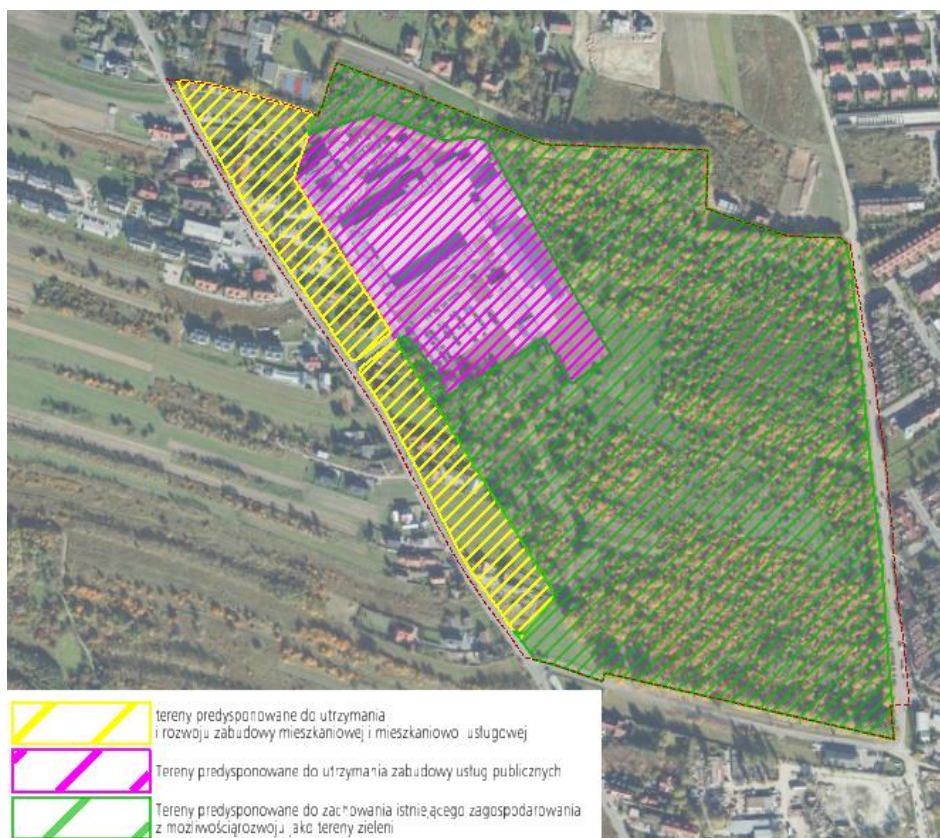 tereny predysponowane do utrzymania
i rozwoju zabudowy mieszkaniowej i mieszkaniowo usługowej
Tereny predysponowane do utrzymania zabudowy usług publicznych
Tereny predysponowane do zachowania istniejącego zagospodarowania
z możliwościąrozwoju jako tereny zieleni